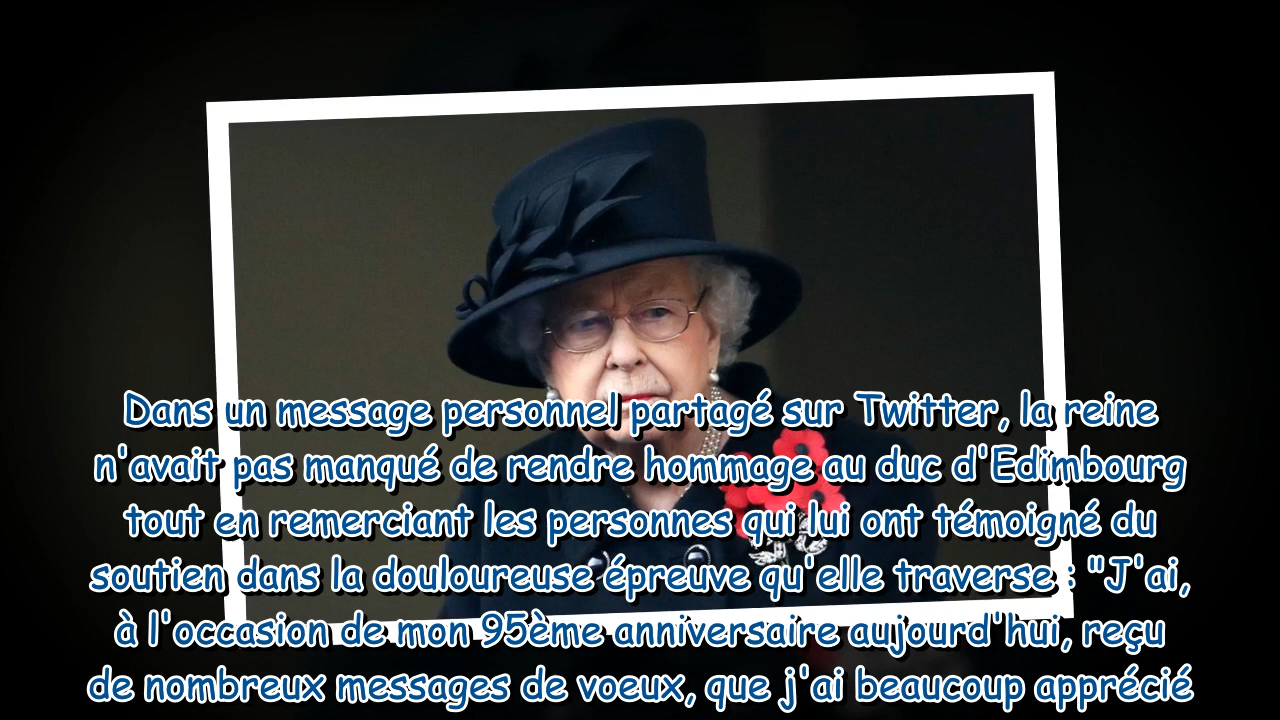 Dans un message personnel partagé sur Twitter, la reine
n'avait pas manqué de rendre hommage au duc d'Edimbourg
tout en remerciant les personnes qui lui ont témoigné du
soutien dans la douloureuse épreuve qu'elle traverse : "J'ai,
à l'occasion de mon 95ème anniversaire aujourd'hui, reçu
de nombreux messages de voeux, que j'ai beaucoup apprécié